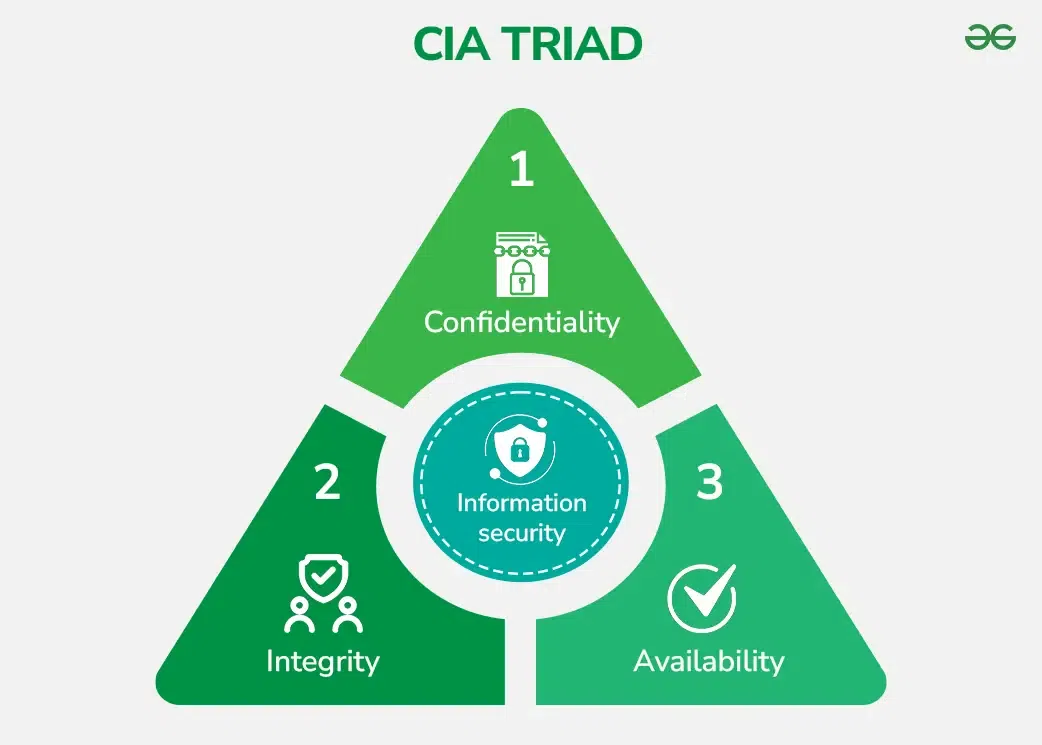 CIA TRIAD
1
Confidentiality
Information
security
2
Integrity
3
Availability